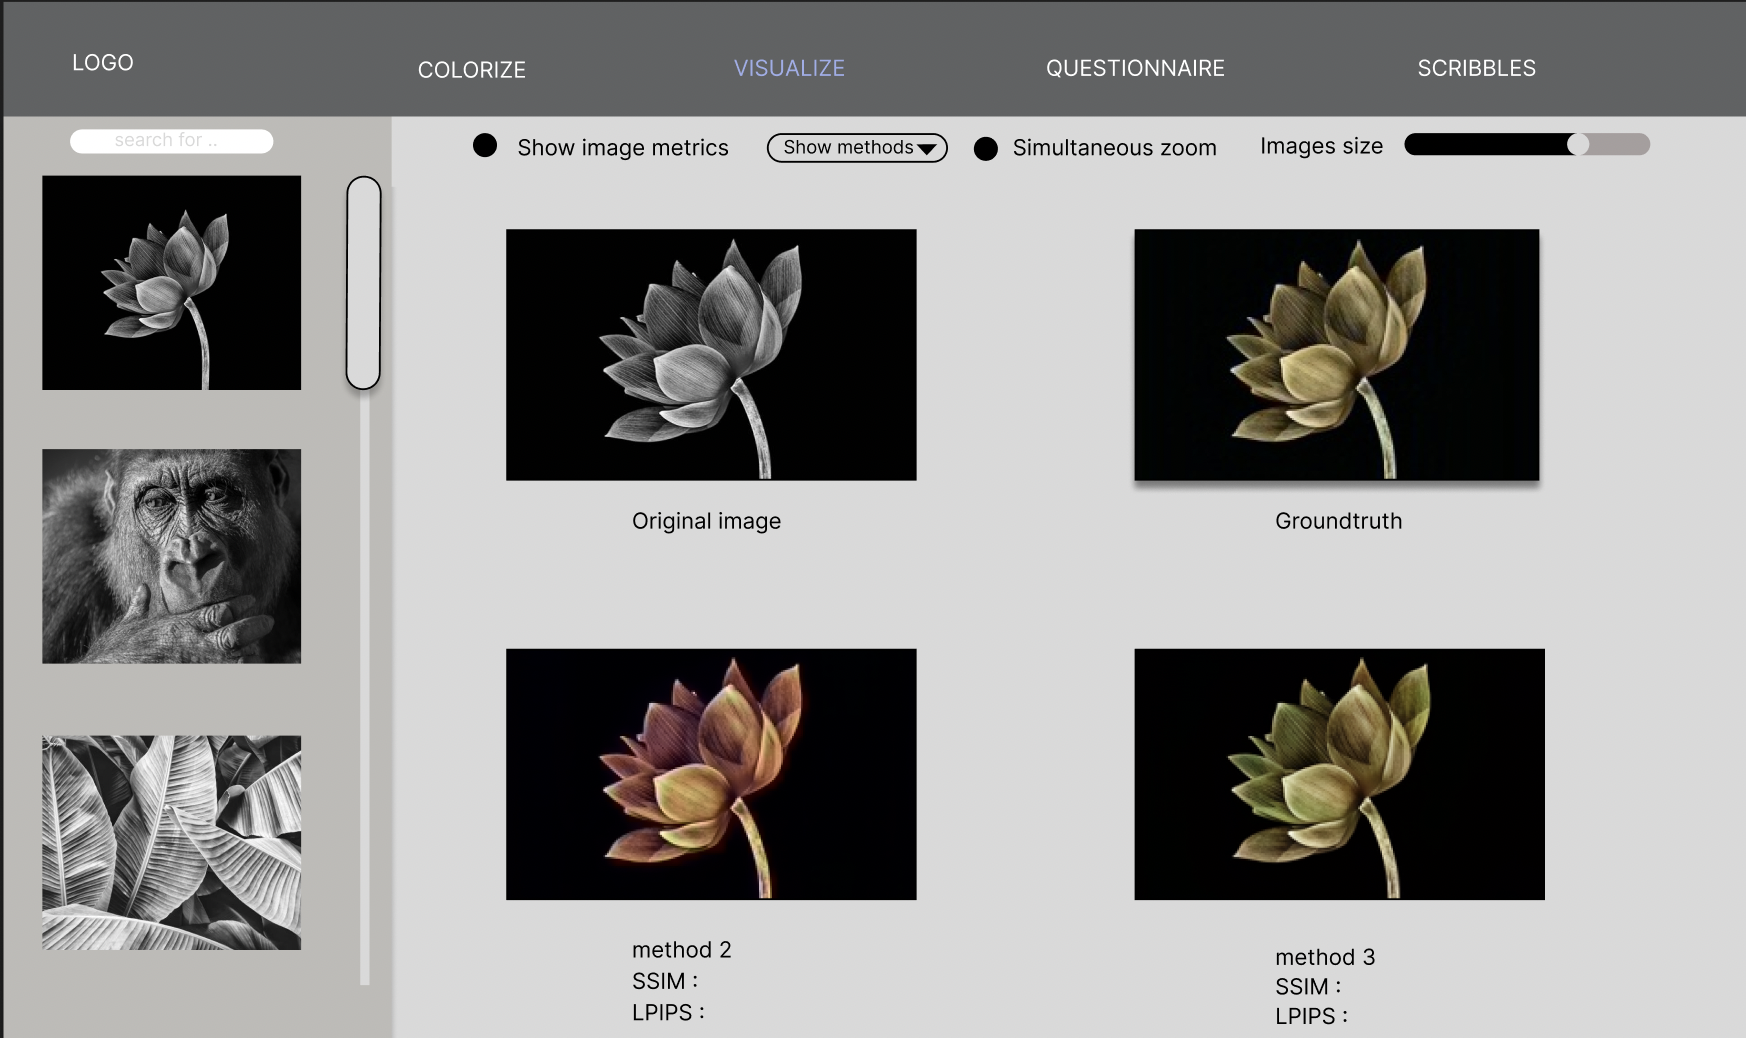 LOGO
COLORIZE
VISUALIZE
QUESTIONNAIRE
SCRIBBLES
search for ..
Show image metrics
Show methods
Simultaneous zoom
Images size
Original image
Groundtruth
method 2
SSIM :
LPIPS :
method 3
SSIM :
LPIPS :